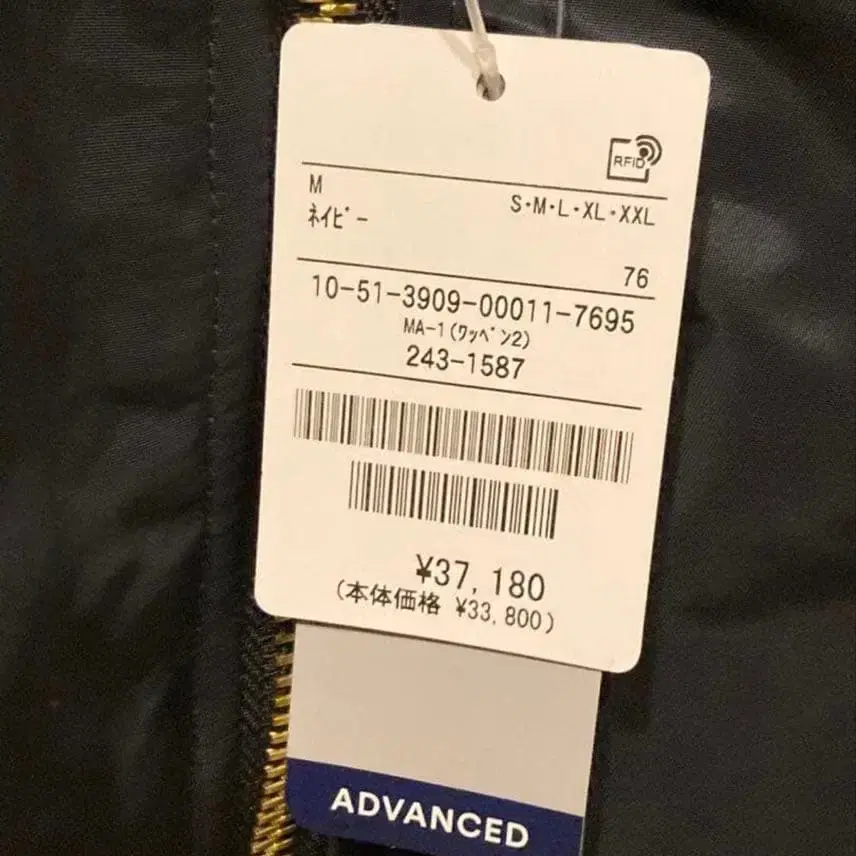 RFID
M
S・M・L・XL・XXL
ﾈｲﾋﾞｰ
76
10-51-3909-00011-7695
MA-1(ﾜｯﾍﾟﾝ2)
243-1587
¥37,180
(本体価格 ¥33,800)
ADVANCED